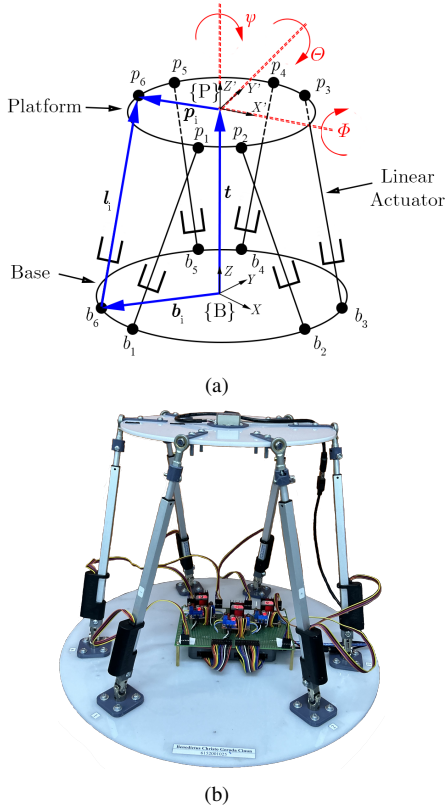 ψ
Θ
p6
p5
p4
p3
{P}
Z'
Y'
X'
Platform
pi
Φ
p1
p2
Linear
Actuator
li
t
Base
b5
b4
Z
Y
X
b6
bi
{B}
b3
b1
b2
(a)
(b)